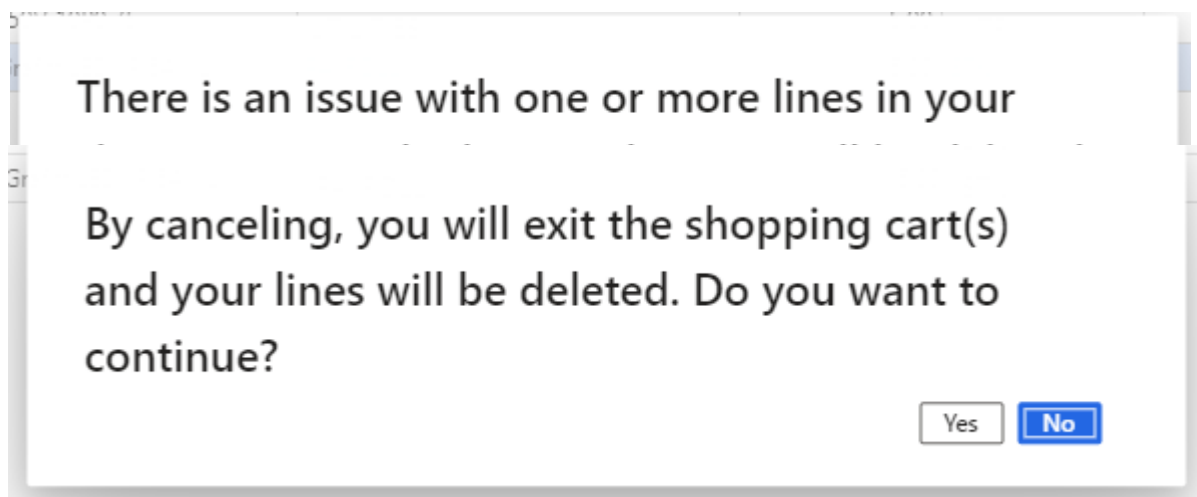 There is an issue with one or more lines in your
Gr
By canceling, you will exit the shopping cart(s)
and your lines will be deleted. Do you want to
continue?
Yes No